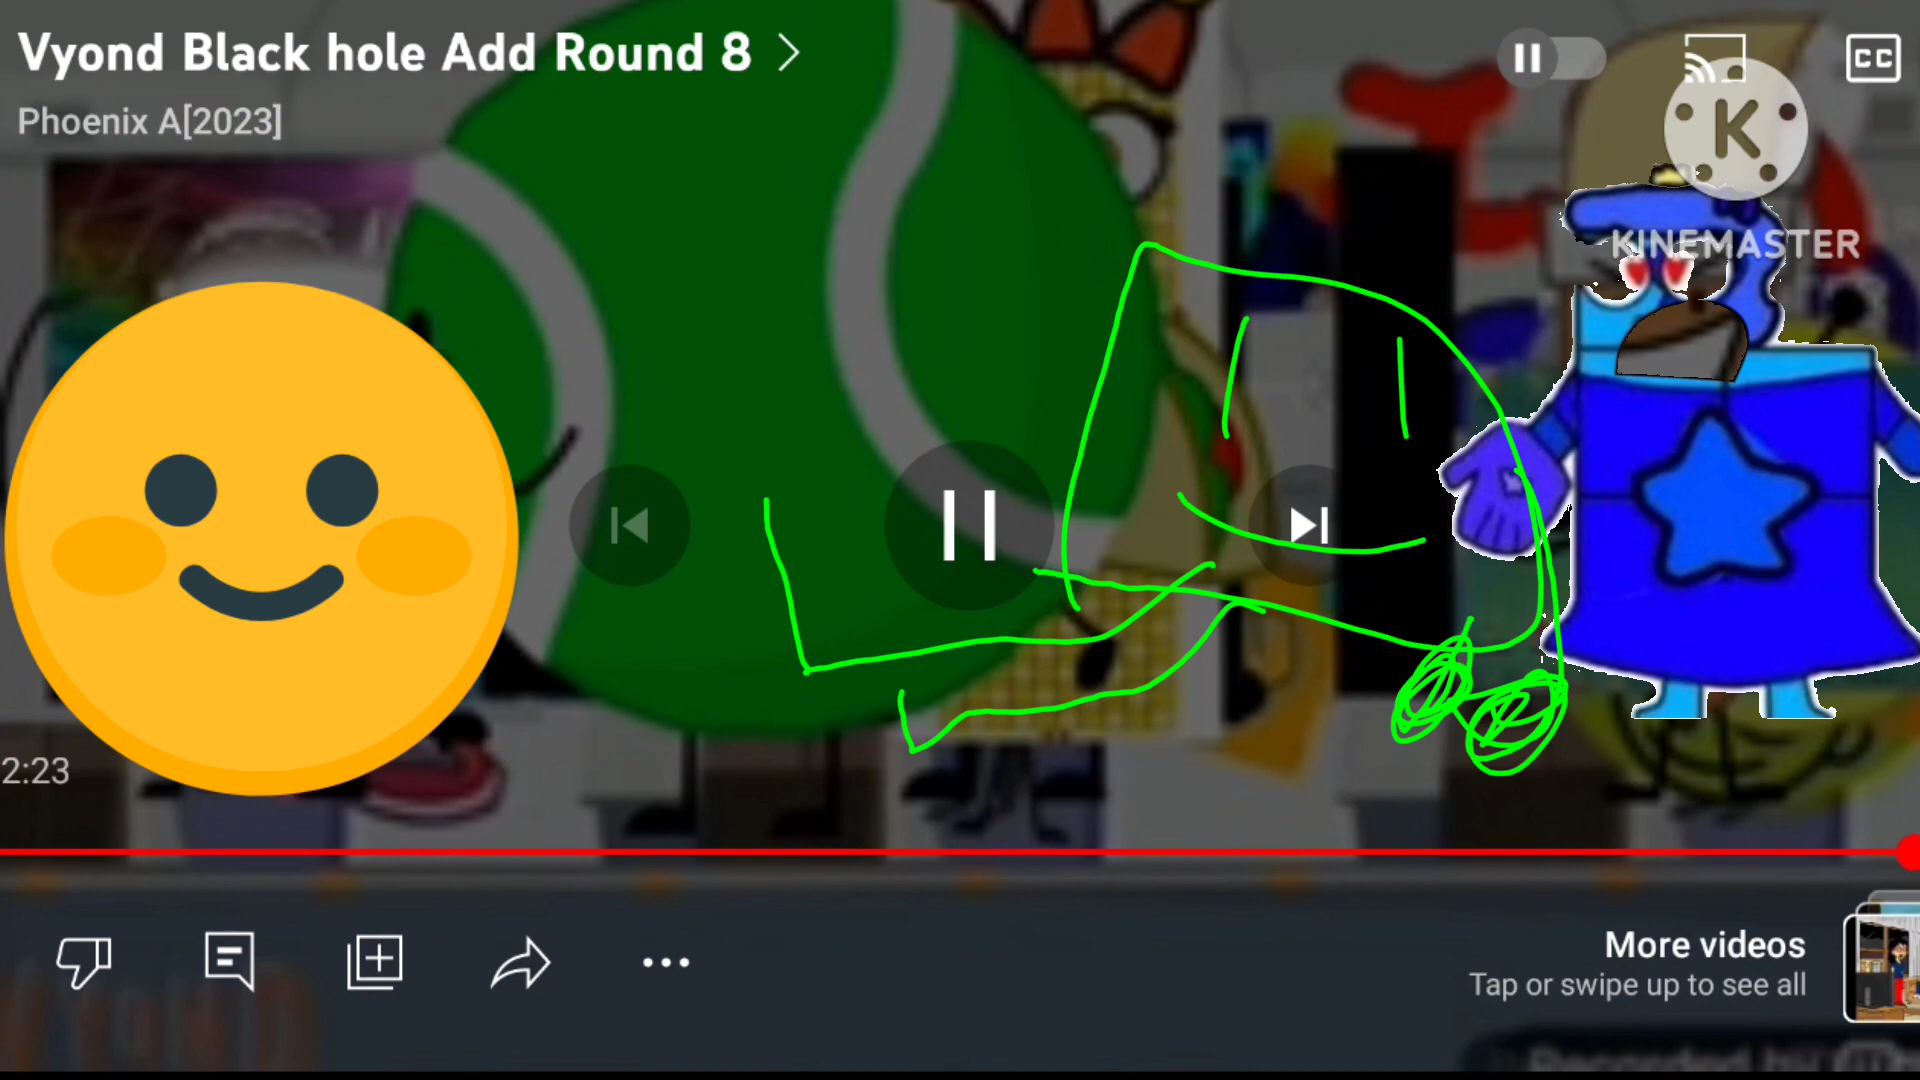 Vyond Black hole Add Round 8
Phoenix A[2023]
CC
K
KINEMASTER
2:23
More videos
Tap or swipe up to see all